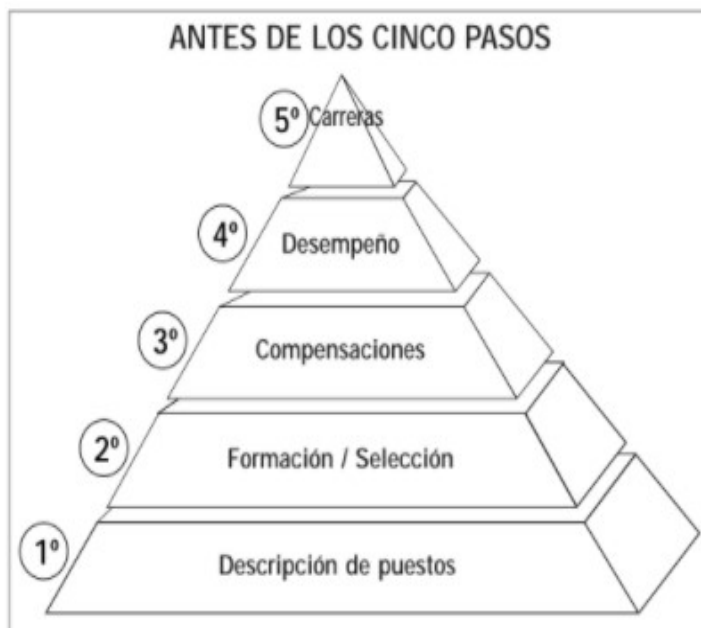 ANTES DE LOS CINCO PASOS
5º Carreras
4º Desempeño
3º Compensaciones
2º Formación / Selección
1º Descripción de puestos